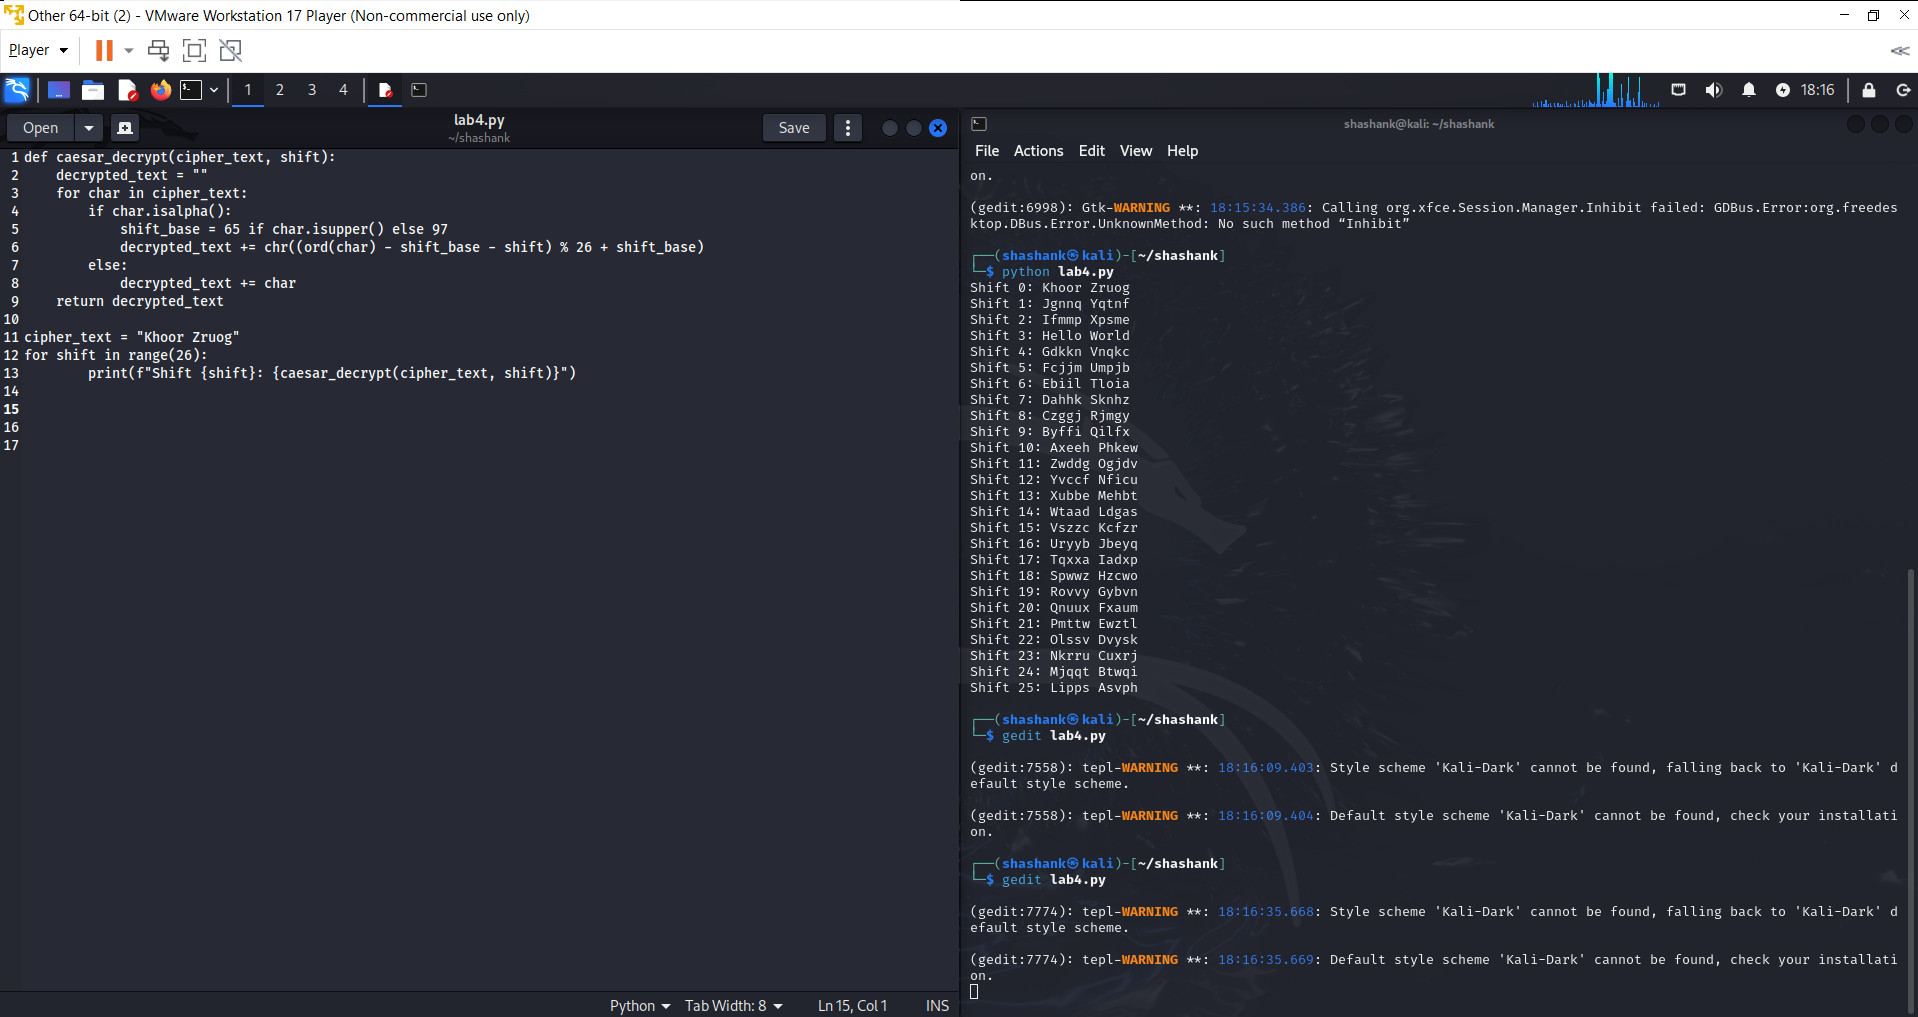 Other 64-bit (2) - VMware Workstation 17 Player (Non-commercial use only)
Player
1 2 3 4
18:16
Open
lab4.py
~/shashank
Save
1 def caesar_decrypt(cipher_text, shift):
2     decrypted_text = ""
3     for char in cipher_text:
4         if char.isalpha():
5             shift_base = 65 if char.isupper() else 97
6             decrypted_text += chr((ord(char) - shift_base - shift) % 26 + shift_base)
7         else:
8             decrypted_text += char
9     return decrypted_text
10
11 cipher_text = "Khoor Zruog"
12 for shift in range(26):
13         print(f"Shift {shift}: {caesar_decrypt(cipher_text, shift)}")
14
15
16
17
Python Tab Width: 8 Ln 15, Col 1 INS
shashank@kali: ~/shashank
File Actions Edit View Help
on.
(gedit:6998): Gtk-WARNING **: 18:15:34.386: Calling org.xfce.Session.Manager.Inhibit failed: GDBus.Error:org.freedes
ktop.DBus.Error.UnknownMethod: No such method “Inhibit”
┌──(shashank㉿kali)-[~/shashank]
└─$ python lab4.py
Shift 0: Khoor Zruog
Shift 1: Jgnnq Yqtnf
Shift 2: Ifmmp Xpsme
Shift 3: Hello World
Shift 4: Gdkkn Vnqkc
Shift 5: Fcjjm Umpjb
Shift 6: Ebiil Tloia
Shift 7: Dahhk Sknhz
Shift 8: Czggj Rjmgy
Shift 9: Byffi Qilfx
Shift 10: Axeeh Phkew
Shift 11: Zwddg Ogjdv
Shift 12: Yvccf Nficu
Shift 13: Xubbe Mehbt
Shift 14: Wtaad Ldgas
Shift 15: Vszzc Kcfzr
Shift 16: Uryyb Jbeyq
Shift 17: Tqxxa Iadxp
Shift 18: Spwwz Hzcwo
Shift 19: Rovvy Gybvn
Shift 20: Qnuux Fxaum
Shift 21: Pmttw Ewztl
Shift 22: Olssv Dvysk
Shift 23: Nkrru Cuxrj
Shift 24: Mjqqt Btwqi
Shift 25: Lipps Asvph
┌──(shashank㉿kali)-[~/shashank]
└─$ gedit lab4.py
(gedit:7558): tepl-WARNING **: 18:16:09.403: Style scheme 'Kali-Dark' cannot be found, falling back to 'Kali-Dark' d
efault style scheme.
(gedit:7558): tepl-WARNING **: 18:16:09.404: Default style scheme 'Kali-Dark' cannot be found, check your installati
on.
┌──(shashank㉿kali)-[~/shashank]
└─$ gedit lab4.py
(gedit:7774): tepl-WARNING **: 18:16:35.668: Style scheme 'Kali-Dark' cannot be found, falling back to 'Kali-Dark' d
efault style scheme.
(gedit:7774): tepl-WARNING **: 18:16:35.669: Default style scheme 'Kali-Dark' cannot be found, check your installati
on.